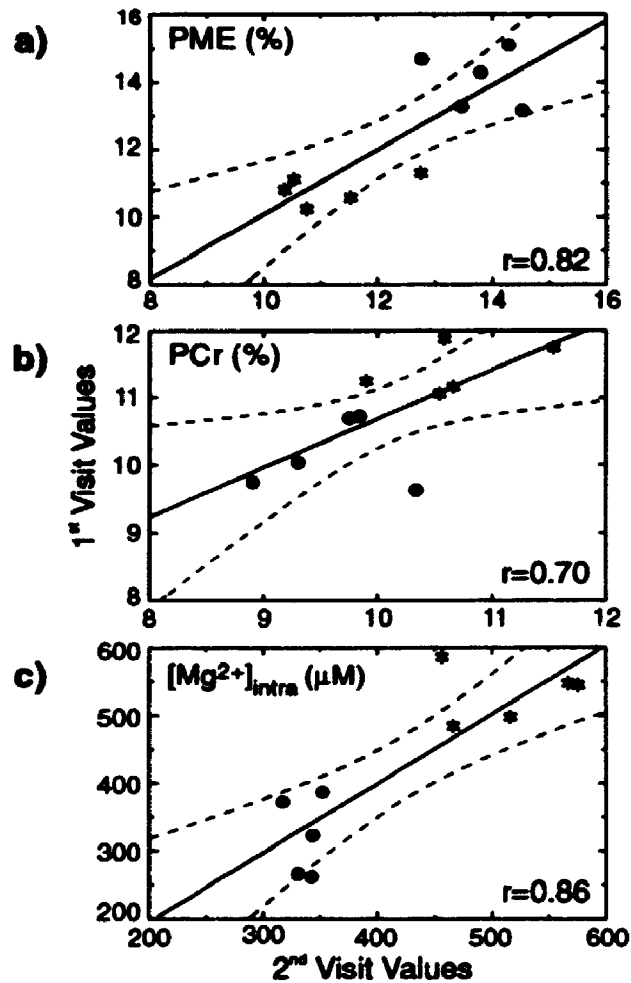 a)
PME (%)
16
14
12
10
8
r=0.82
8 10 12 14 16
b)
PCr (%)
12
11
10
9
8
r=0.70
8 9 10 11 12
1st Visit Values
c)
[Mg2+]intra (μM)
600
500
400
300
200
r=0.86
200 300 400 500 600
2nd Visit Values